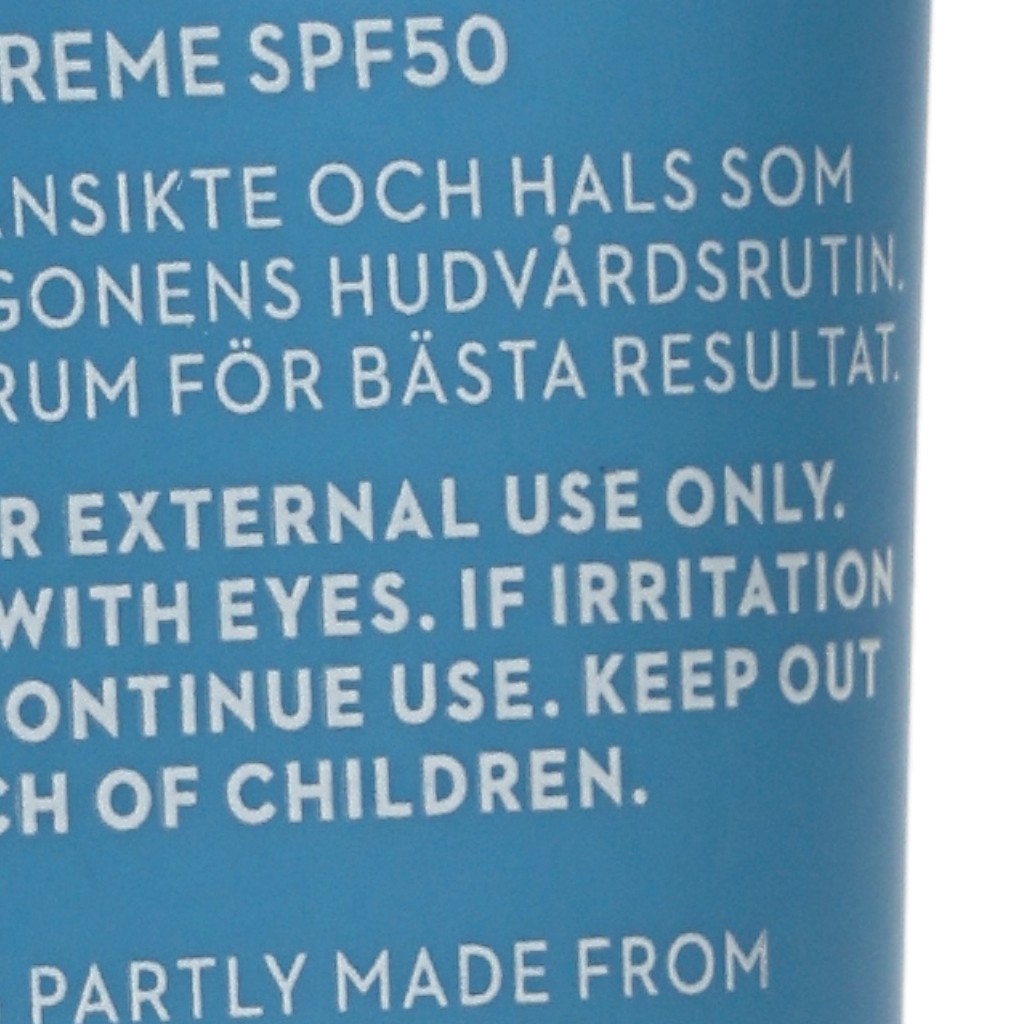 REME SPF50
ANSIKTE OCH HALS SOM
GONENS HUDVÅRDSRUTIN.
RUM FÖR BÄSTA RESULTAT.
R EXTERNAL USE ONLY.
WITH EYES. IF IRRITATION
ONTINUE USE. KEEP OUT
CH OF CHILDREN.
PARTLY MADE FROM